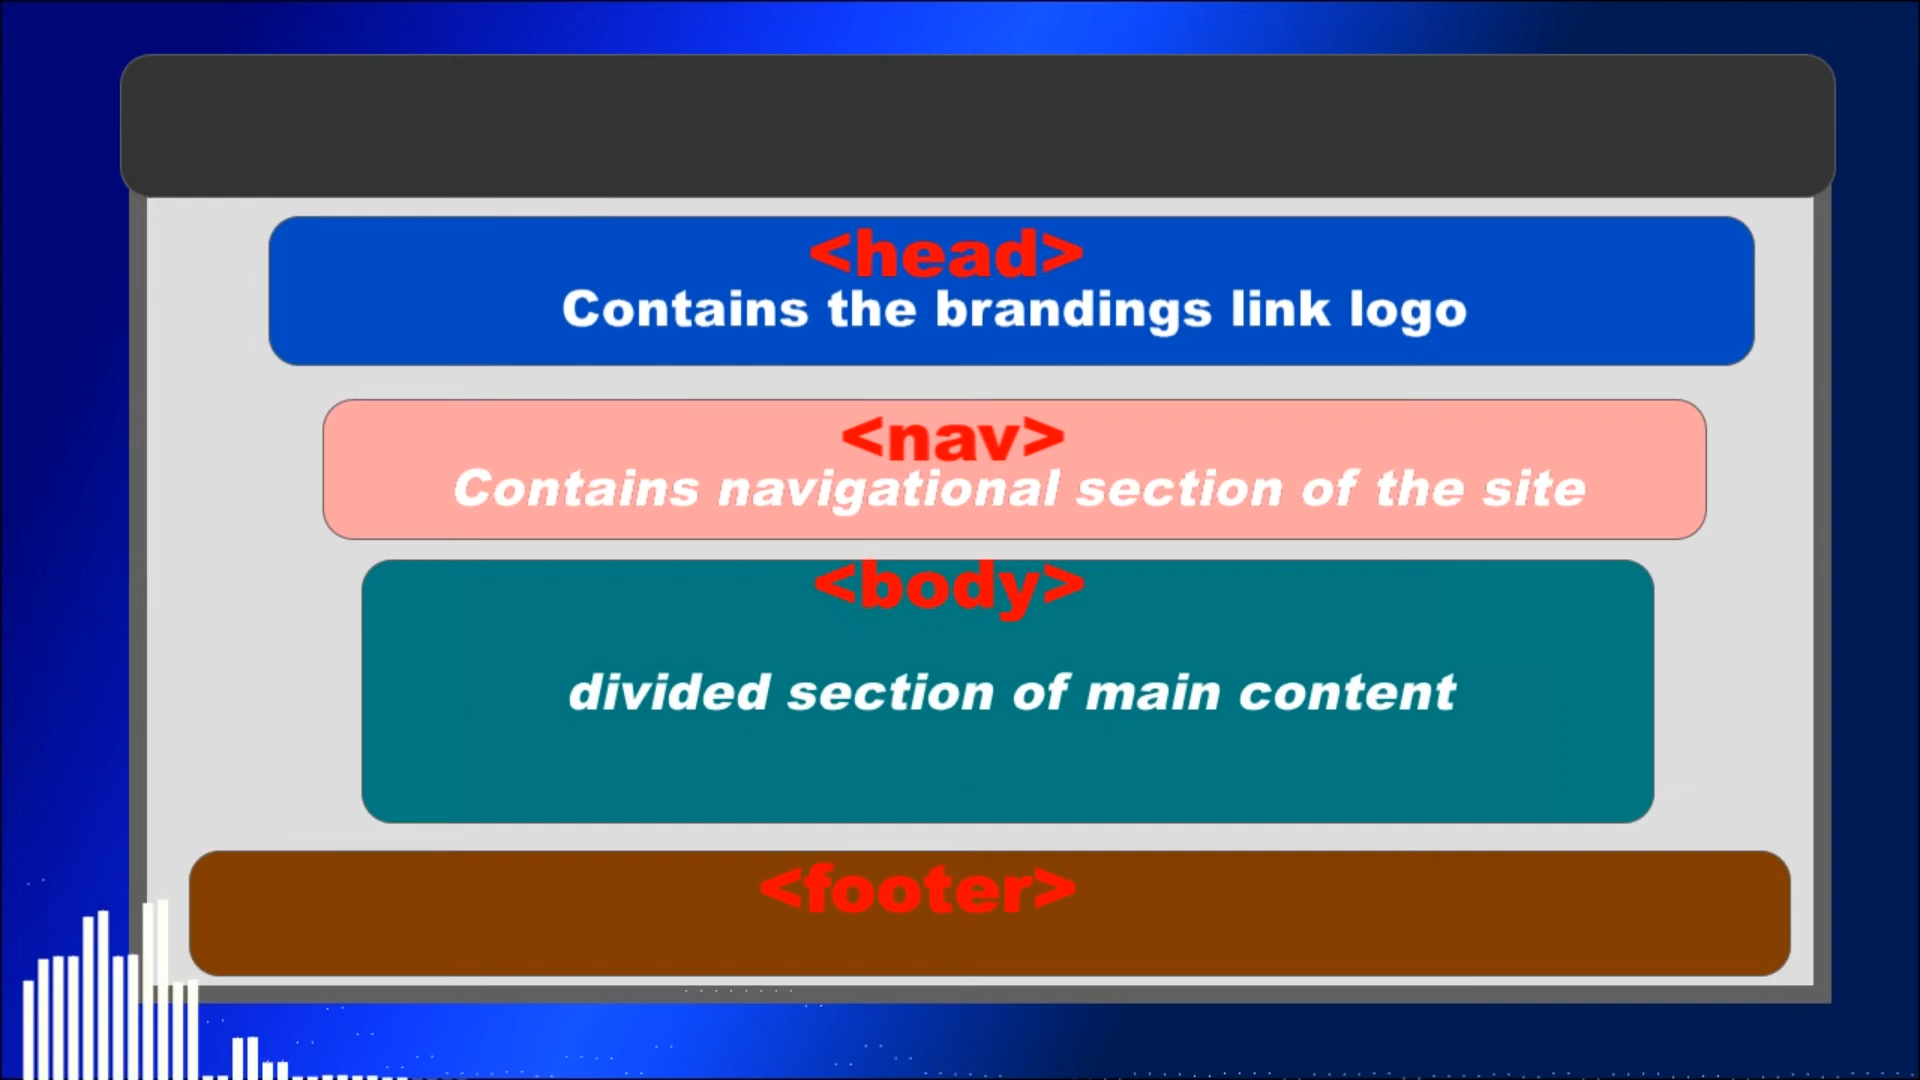 <head>
Contains the brandings link logo
<nav>
Contains navigational section of the site
<body>
divided section of main content
<footer>